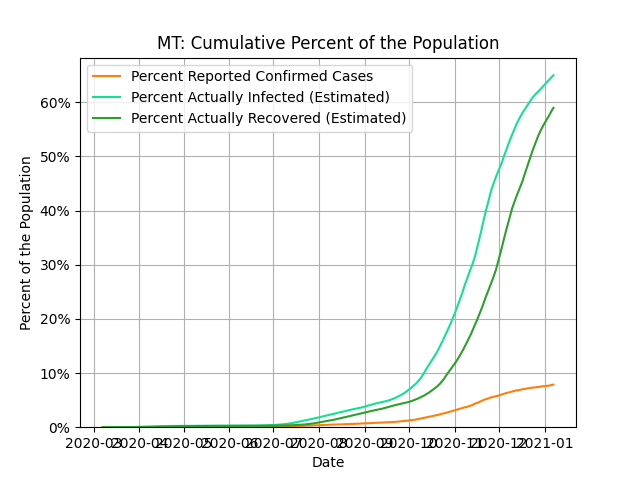 MT: Cumulative Percent of the Population
Percent Reported Confirmed Cases
Percent Actually Infected (Estimated)
Percent Actually Recovered (Estimated)
Percent of the Population
60%
50%
40%
30%
20%
10%
0%
2020-03 2020-04 2020-05 2020-06 2020-07 2020-08 2020-09 2020-10 2020-11 2020-12 2021-01
Date